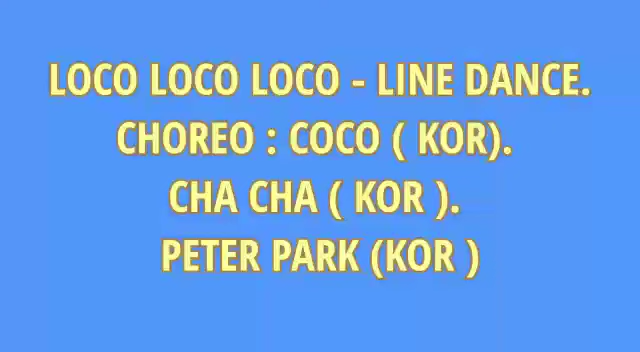 LOCO LOCO LOCO - LINE DANCE.
CHOREO : COCO ( KOR).
CHA CHA ( KOR ).
PETER PARK (KOR )